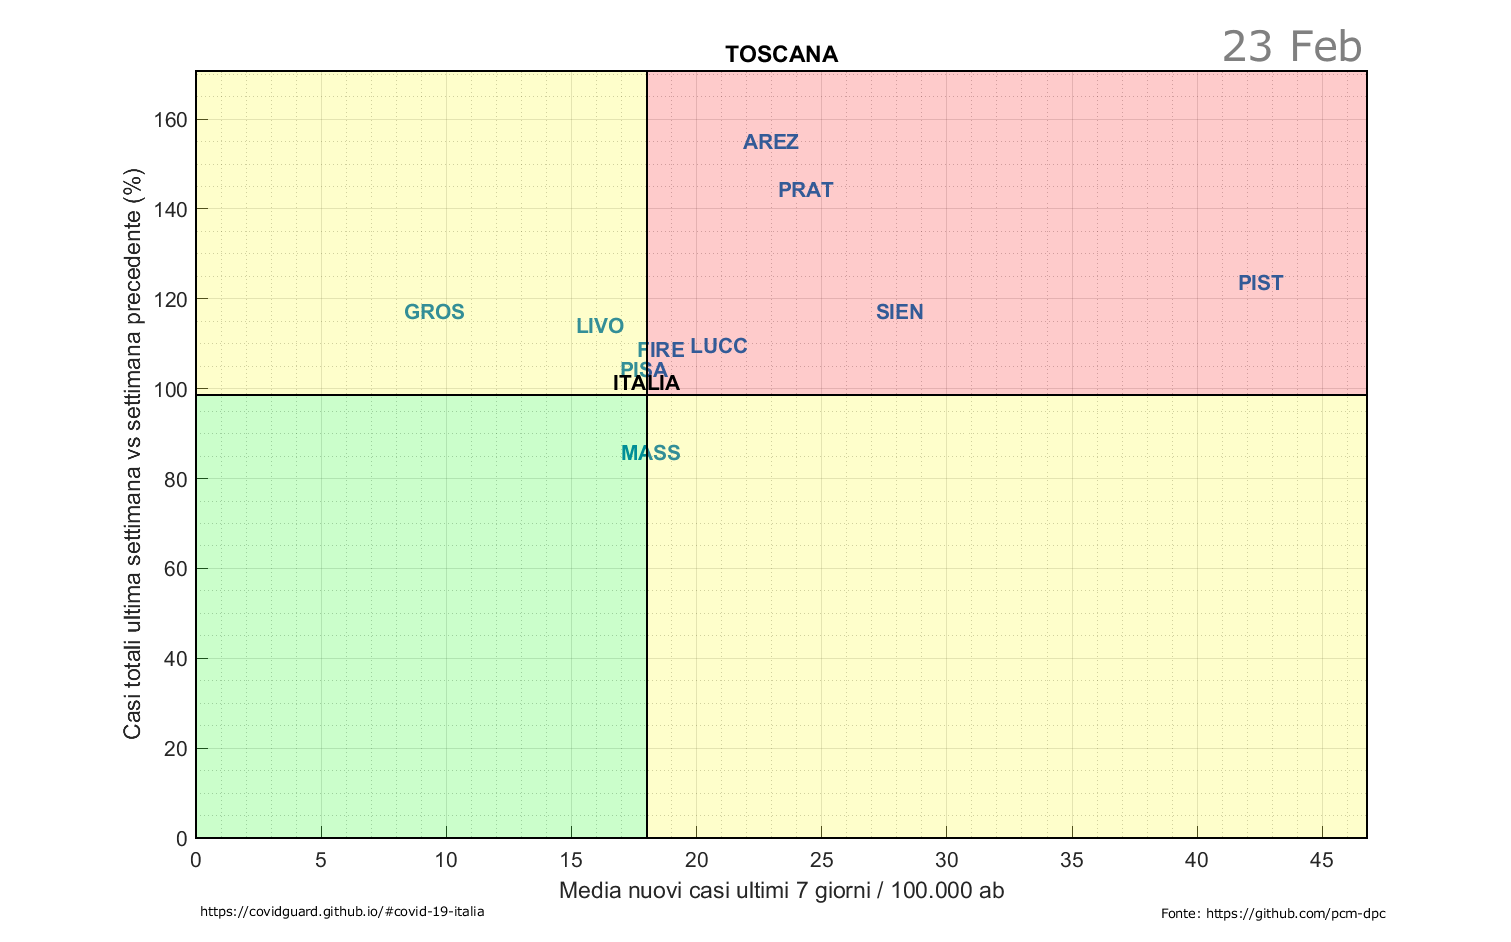 23 Feb
TOSCANA
Casi totali ultima settimana vs settimana precedente (%)
160
140
120
100
80
60
40
20
0
AREZ
PRAT
PIST
GROS
SIEN
LIVO
FIRE
LUCC
PISA
ITALIA
MASS
0 5 10 15 20 25 30 35 40 45
Media nuovi casi ultimi 7 giorni / 100.000 ab
https://covidguard.github.io/#covid-19-italia
Fonte: https://github.com/pcm-dpc